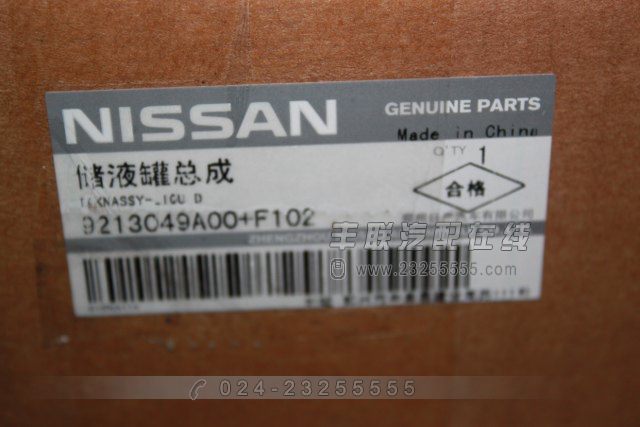 NISSAN
GENUINE PARTS
Made in China
Q'TY 1
储液罐总成
合格
9213049A00+F102
丰联汽配在线
www.23255555.com
024-23255555